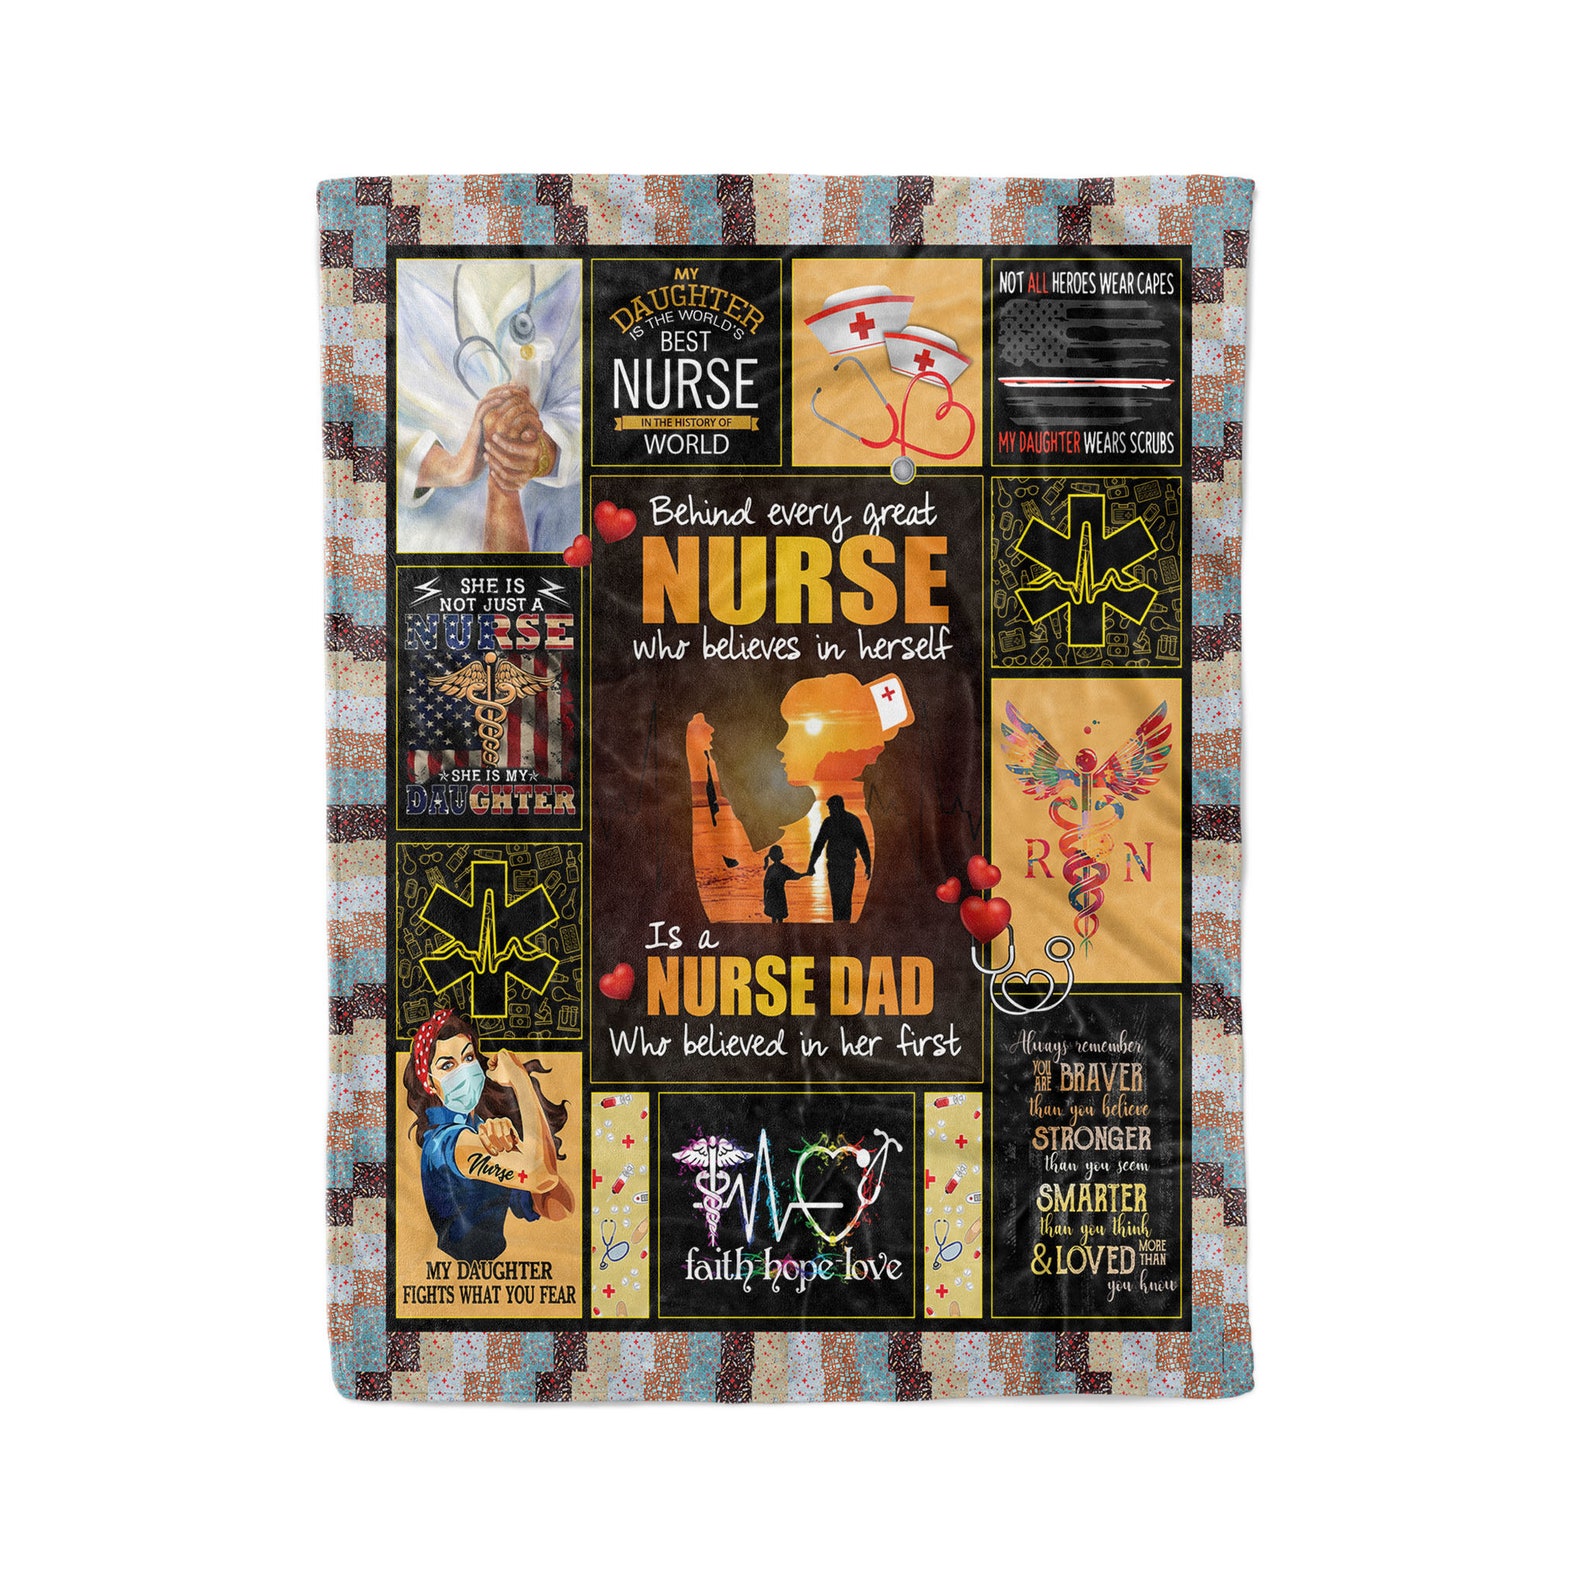 MY
DAUGHTER
IS THE WORLD'S
BEST
NURSE
IN THE HISTORY OF
WORLD
NOT ALL HEROES WEAR CAPES
MY DAUGHTER WEARS SCRUBS
Behind every great
NURSE
who believes in herself
Is a
NURSE DAD
Who believed in her first
SHE IS
NOT JUST A
NURSE
SHE IS MY
DAUGHTER
R N
Nurse
MY DAUGHTER
FIGHTS WHAT YOU FEAR
faith hope love
Always remember
YOU ARE BRAVER
than you believe
STRONGER
than you seem
SMARTER
than you think
& LOVED MORE THAN
you know